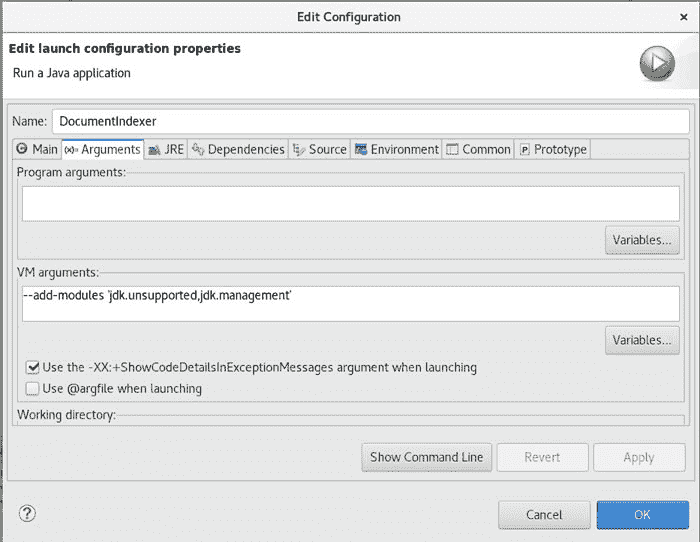 Edit Configuration
×
Edit launch configuration properties
Run a Java application
Name: DocumentIndexer
Main (x)= Arguments JRE Dependencies Source Environment Common P Prototype
Program arguments:
Variables...
VM arguments:
--add-modules 'jdk.unsupported,jdk.management'
Variables...
Use the -XX:+ShowCodeDetailsInExceptionMessages argument when launching
Use @argfile when launching
Working directory:
Show Command Line Revert Apply
? Cancel OK